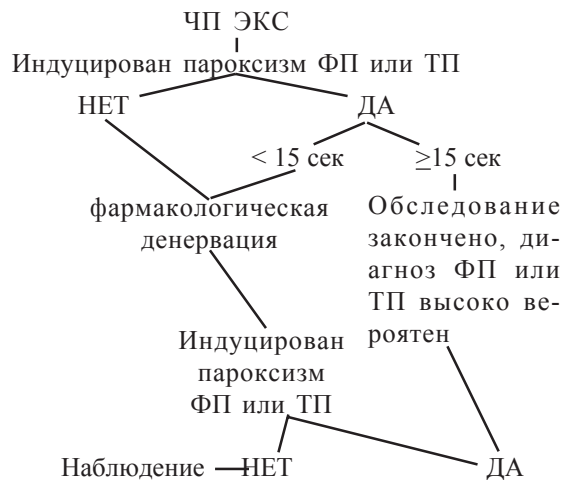 ЧП ЭКС
Индуцирован пароксизм ФП или ТП
НЕТ
ДА
< 15 сек
≥15 сек
фармакологическая
денервация
Обследование
закончено, ди-
агноз ФП или
ТП высоко ве-
роятен
Индуцирован
пароксизм
ФП или ТП
Наблюдение
НЕТ
ДА